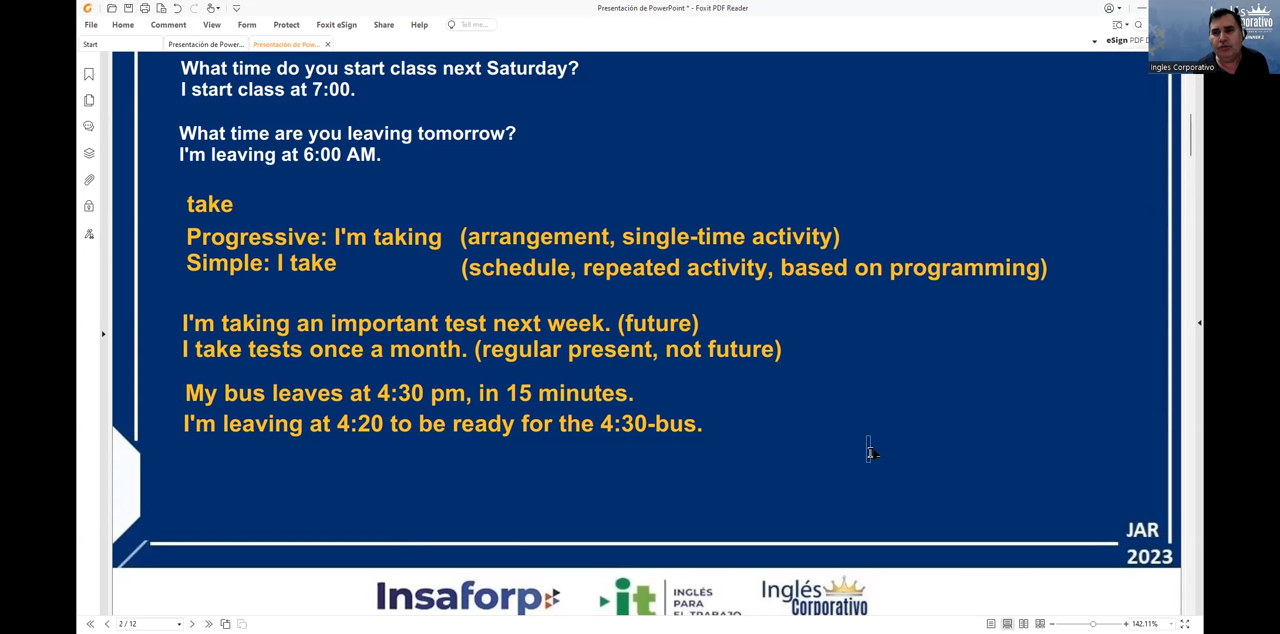 Presentación de PowerPoint * - Foxit PDF Reader
File Home Comment View Form Protect Foxit eSign Share Help Tell me...
Start Presentación de Power... Presentación de Pow... eSign PDF
Inglés
Corporativo
Ingles Corporativo
What time do you start class next Saturday?
I start class at 7:00.
What time are you leaving tomorrow?
I'm leaving at 6:00 AM.
take
Progressive: I'm taking (arrangement, single-time activity)
Simple: I take (schedule, repeated activity, based on programming)
I'm taking an important test next week. (future)
I take tests once a month. (regular present, not future)
My bus leaves at 4:30 pm, in 15 minutes.
I'm leaving at 4:20 to be ready for the 4:30-bus.
JAR
2023
Insaforp it INGLÉS PARA EL TRABAJO Inglés Corporativo
2 / 12 142.11%